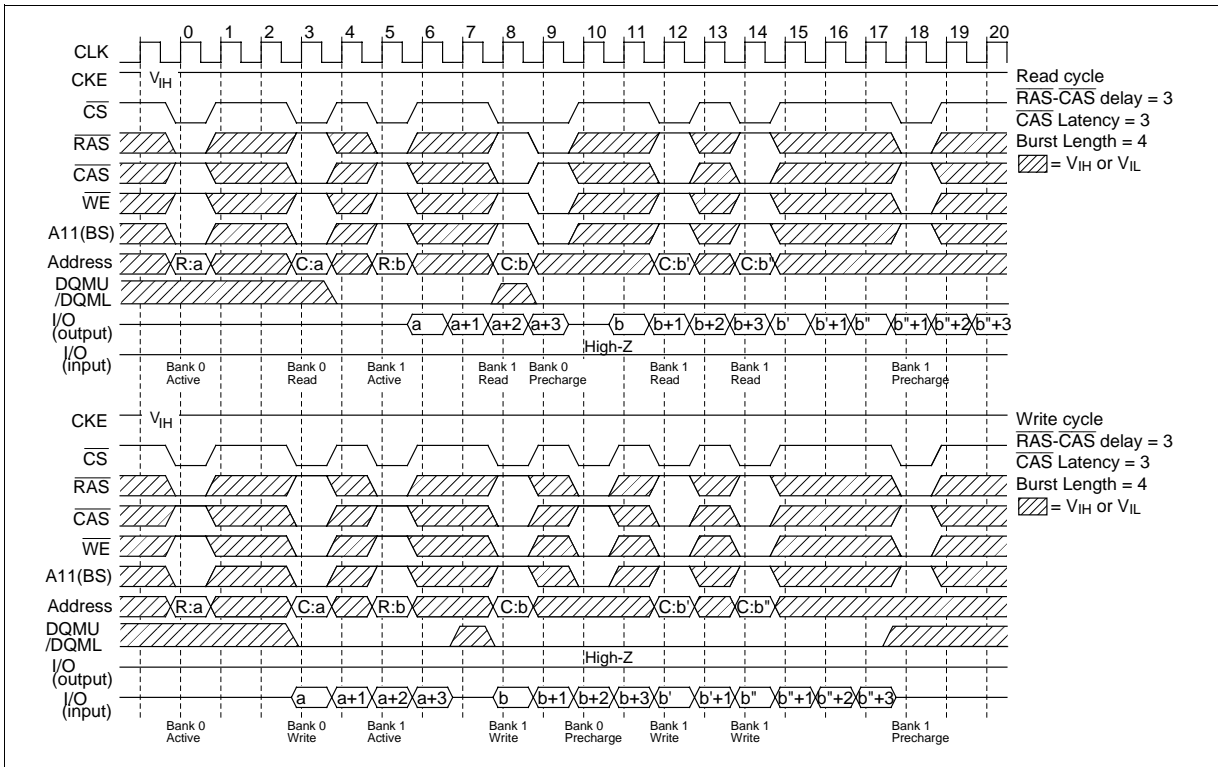 0 1 2 3 4 5 6 7 8 9 10 11 12 13 14 15 16 17 18 19 20
CLK
CKE VIH
CS
RAS
CAS
WE
A11(BS)
Address R:a C:a R:b C:b C:b' C:b"
DQMU
/DQML
I/O
(output) a a+1 a+2 a+3 b b+1 b+2 b+3 b' b'+1 b" b"+1 b"+2 b"+3
High-Z
I/O
(input)
Bank 0 Bank 0 Bank 1 Bank 1 Bank 0 Bank 1 Bank 1 Bank 1
Active Read Active Read Precharge Read Read Precharge
Read cycle
RAS-CAS delay = 3
CAS Latency = 3
Burst Length = 4
= VIH or VIL
CKE VIH
CS
RAS
CAS
WE
A11(BS)
Address R:a C:a R:b C:b C:b' C:b"
DQMU
/DQML
High-Z
I/O
(output)
I/O
(input) a a+1 a+2 a+3 b b+1 b+2 b+3 b' b'+1 b" b"+1 b"+2 b"+3
Bank 0 Bank 0 Bank 1 Bank 1 Bank 0 Bank 1 Bank 1 Bank 1
Active Write Active Write Precharge Write Write Precharge
Write cycle
RAS-CAS delay = 3
CAS Latency = 3
Burst Length = 4
= VIH or VIL